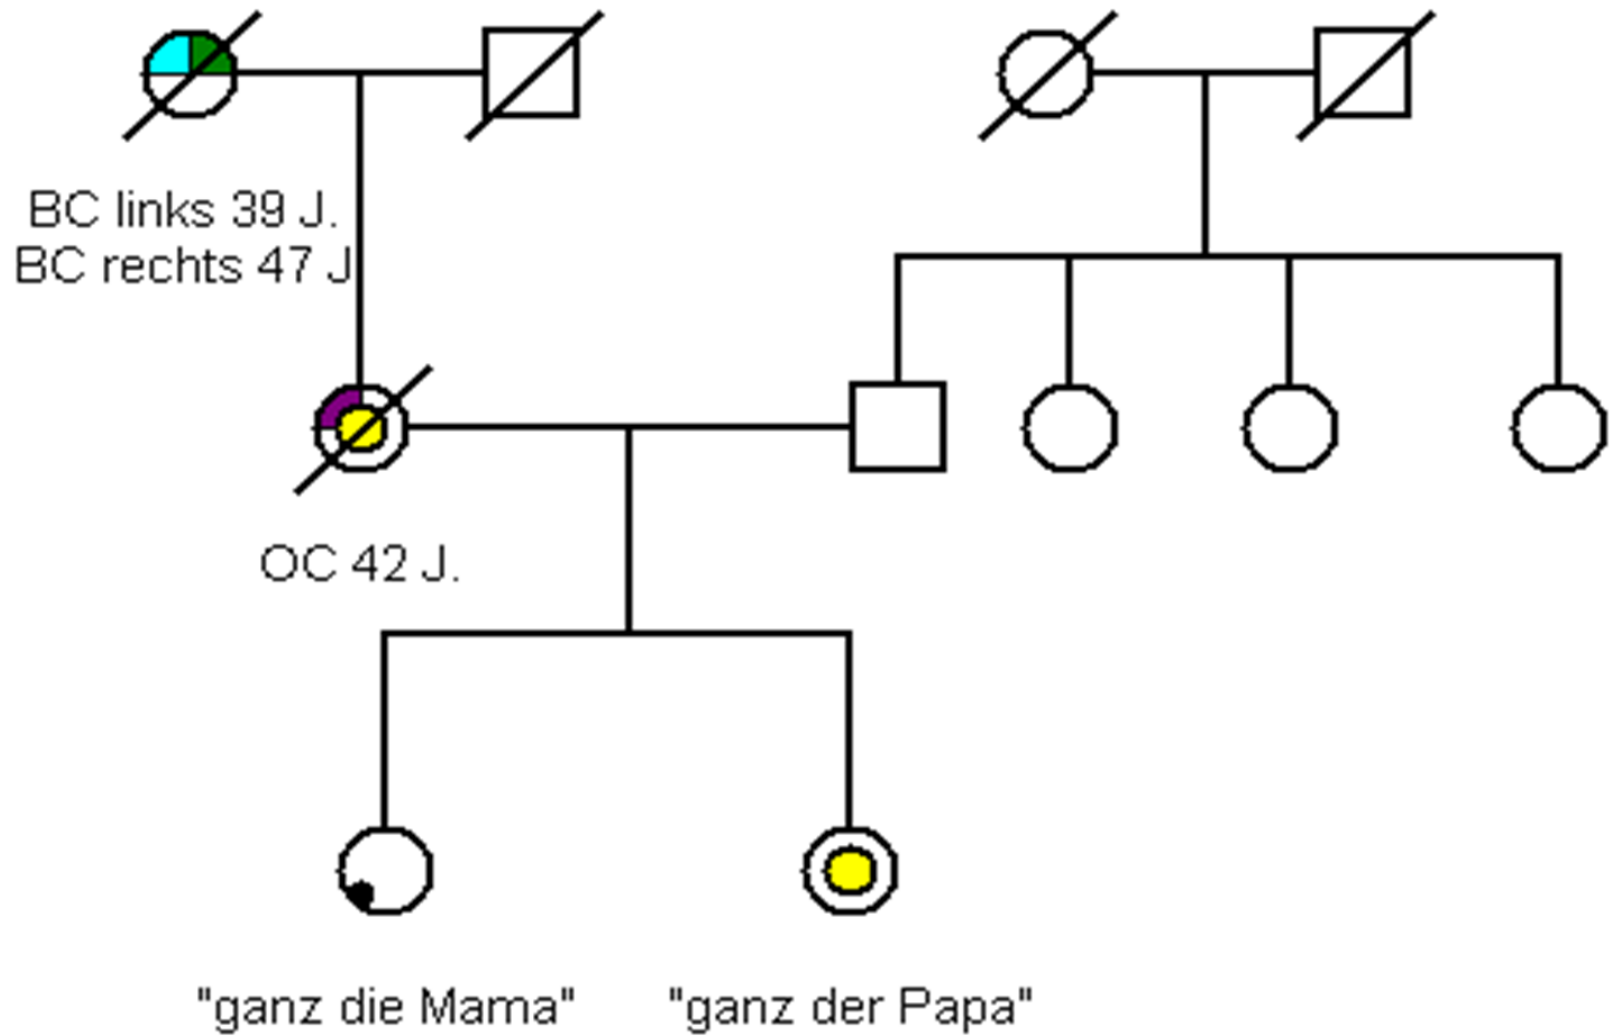 BC links 39 J.
BC rechts 47 J
OC 42 J.
"ganz die Mama"
"ganz der Papa"